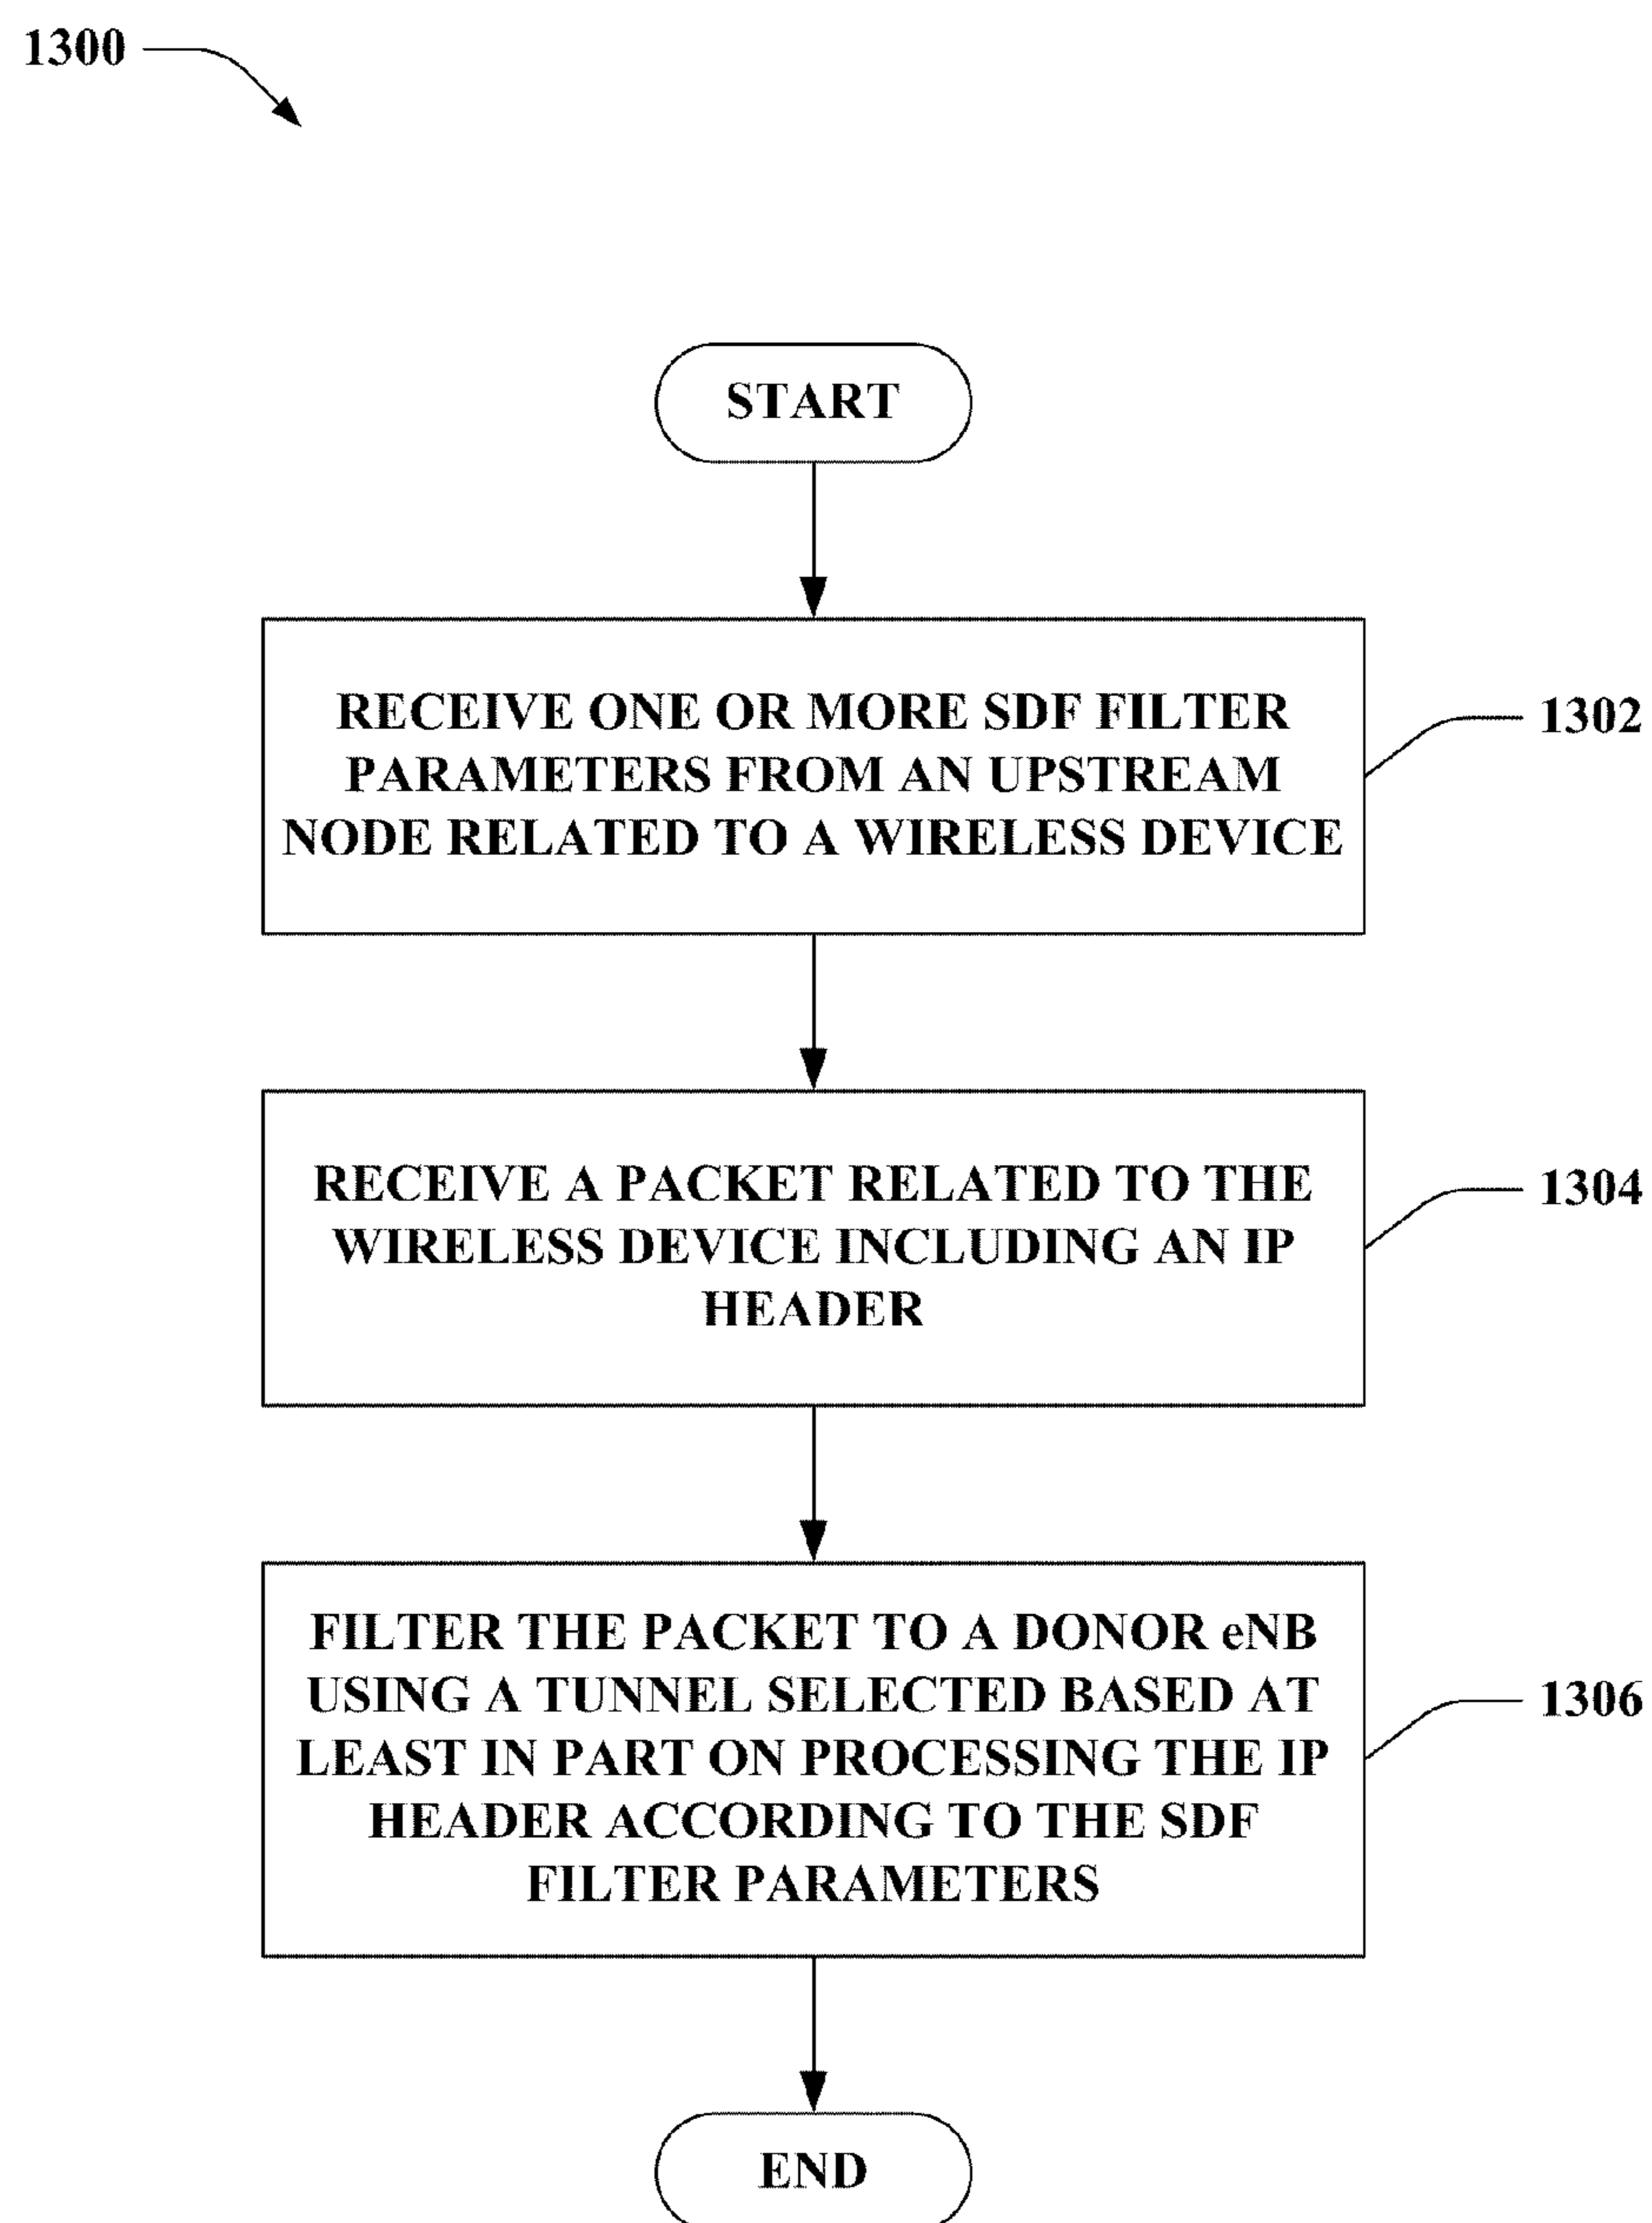 1300
START
RECEIVE ONE OR MORE SDF FILTER
PARAMETERS FROM AN UPSTREAM
NODE RELATED TO A WIRELESS DEVICE
1302
RECEIVE A PACKET RELATED TO THE
WIRELESS DEVICE INCLUDING AN IP
HEADER
1304
FILTER THE PACKET TO A DONOR eNB
USING A TUNNEL SELECTED BASED AT
LEAST IN PART ON PROCESSING THE IP
HEADER ACCORDING TO THE SDF
FILTER PARAMETERS
1306
END